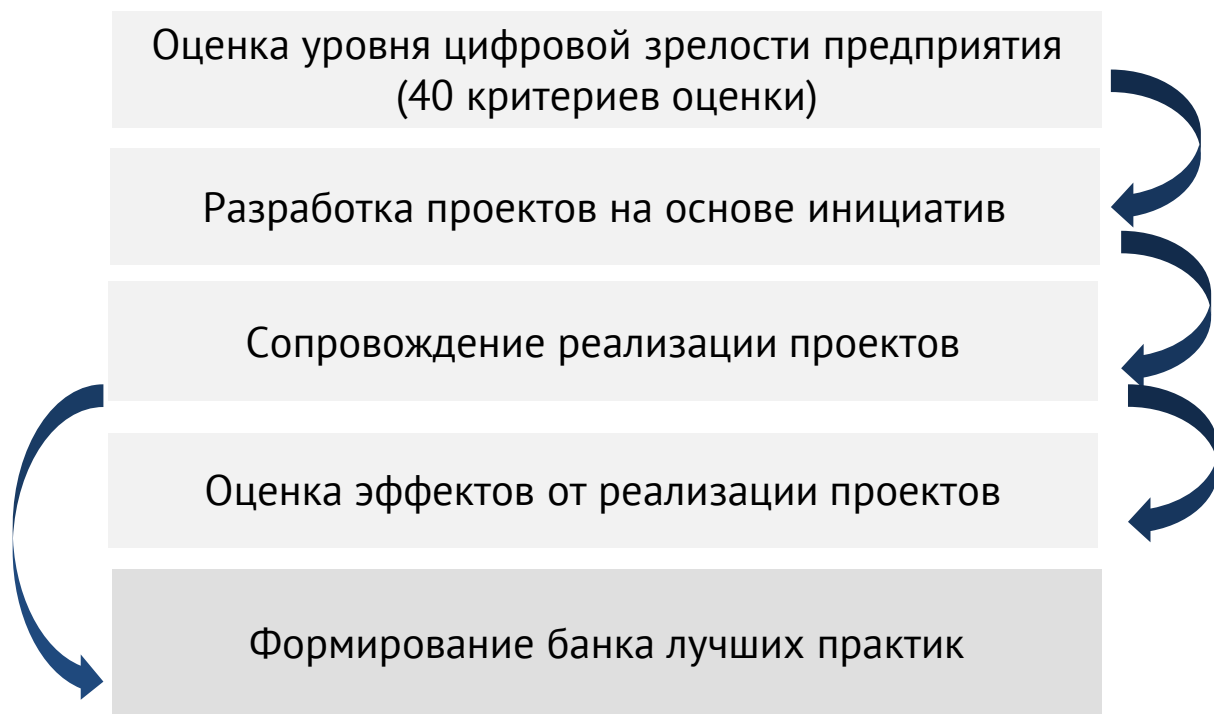 Оценка уровня цифровой зрелости предприятия
(40 критериев оценки)
Разработка проектов на основе инициатив
Сопровождение реализации проектов
Оценка эффектов от реализации проектов
Формирование банка лучших практик